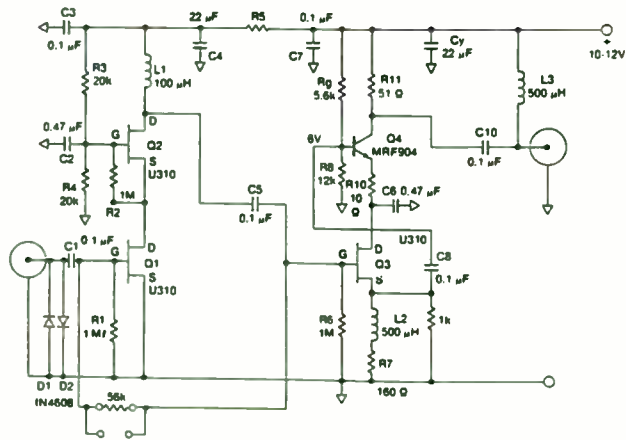 C3
0.1 µF
22 µF
C4
R5
0.1 µF
C7
Cy
22 µF
+
10-12V
R3
20k
L1
100 µH
R9
5.6k
R11
51 Ω
L3
500 µH
0.47 µF
C2
G
D
Q2
S
U310
6V
Q4
MRF904
C10
0.1 µF
R4
20k
1M
R2
C5
0.1 µF
R8
12k
R10
10
Ω
C6
0.47 µF
C1
0.1 µF
G
D
Q1
S
U310
G
D
Q3
S
U310
C8
0.1 µF
R1
1M
R6
1M
L2
500 µH
1k
R7
160 Ω
D1
D2
IN4608
56k